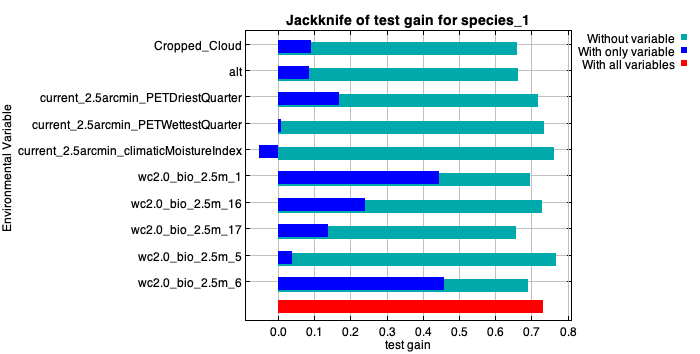 Jackknife of test gain for species_1
Without variable
With only variable
With all variables
Environmental Variable
Cropped_Cloud
alt
current_2.5arcmin_PETDriestQuarter
current_2.5arcmin_PETWettestQuarter
current_2.5arcmin_climaticMoistureIndex
wc2.0_bio_2.5m_1
wc2.0_bio_2.5m_16
wc2.0_bio_2.5m_17
wc2.0_bio_2.5m_5
wc2.0_bio_2.5m_6
0.0 0.1 0.2 0.3 0.4 0.5 0.6 0.7 0.8
test gain